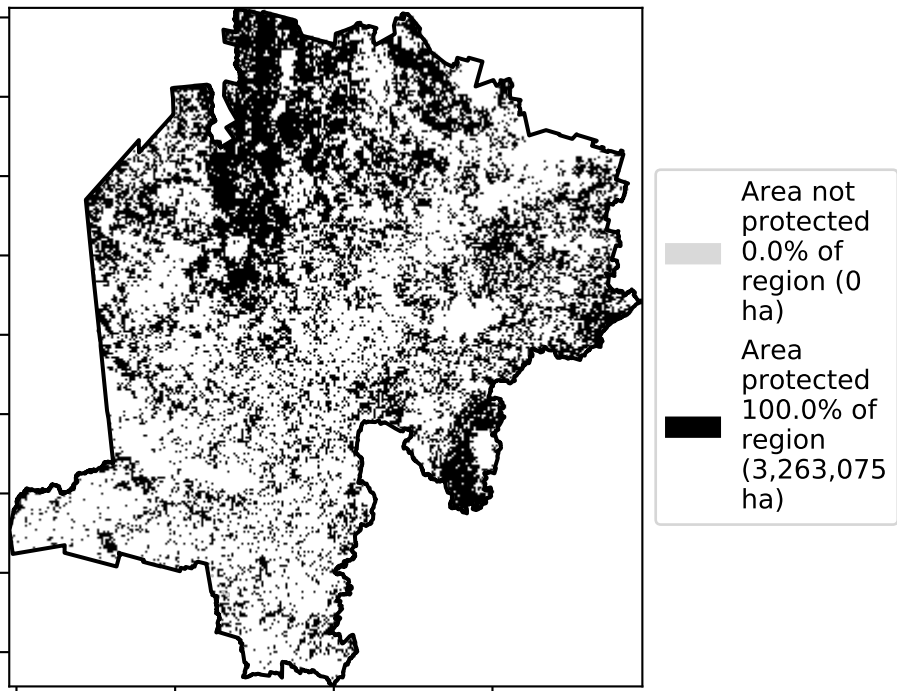 Area not
protected
0.0% of
region (0
ha)
Area
protected
100.0% of
region
(3,263,075
ha)